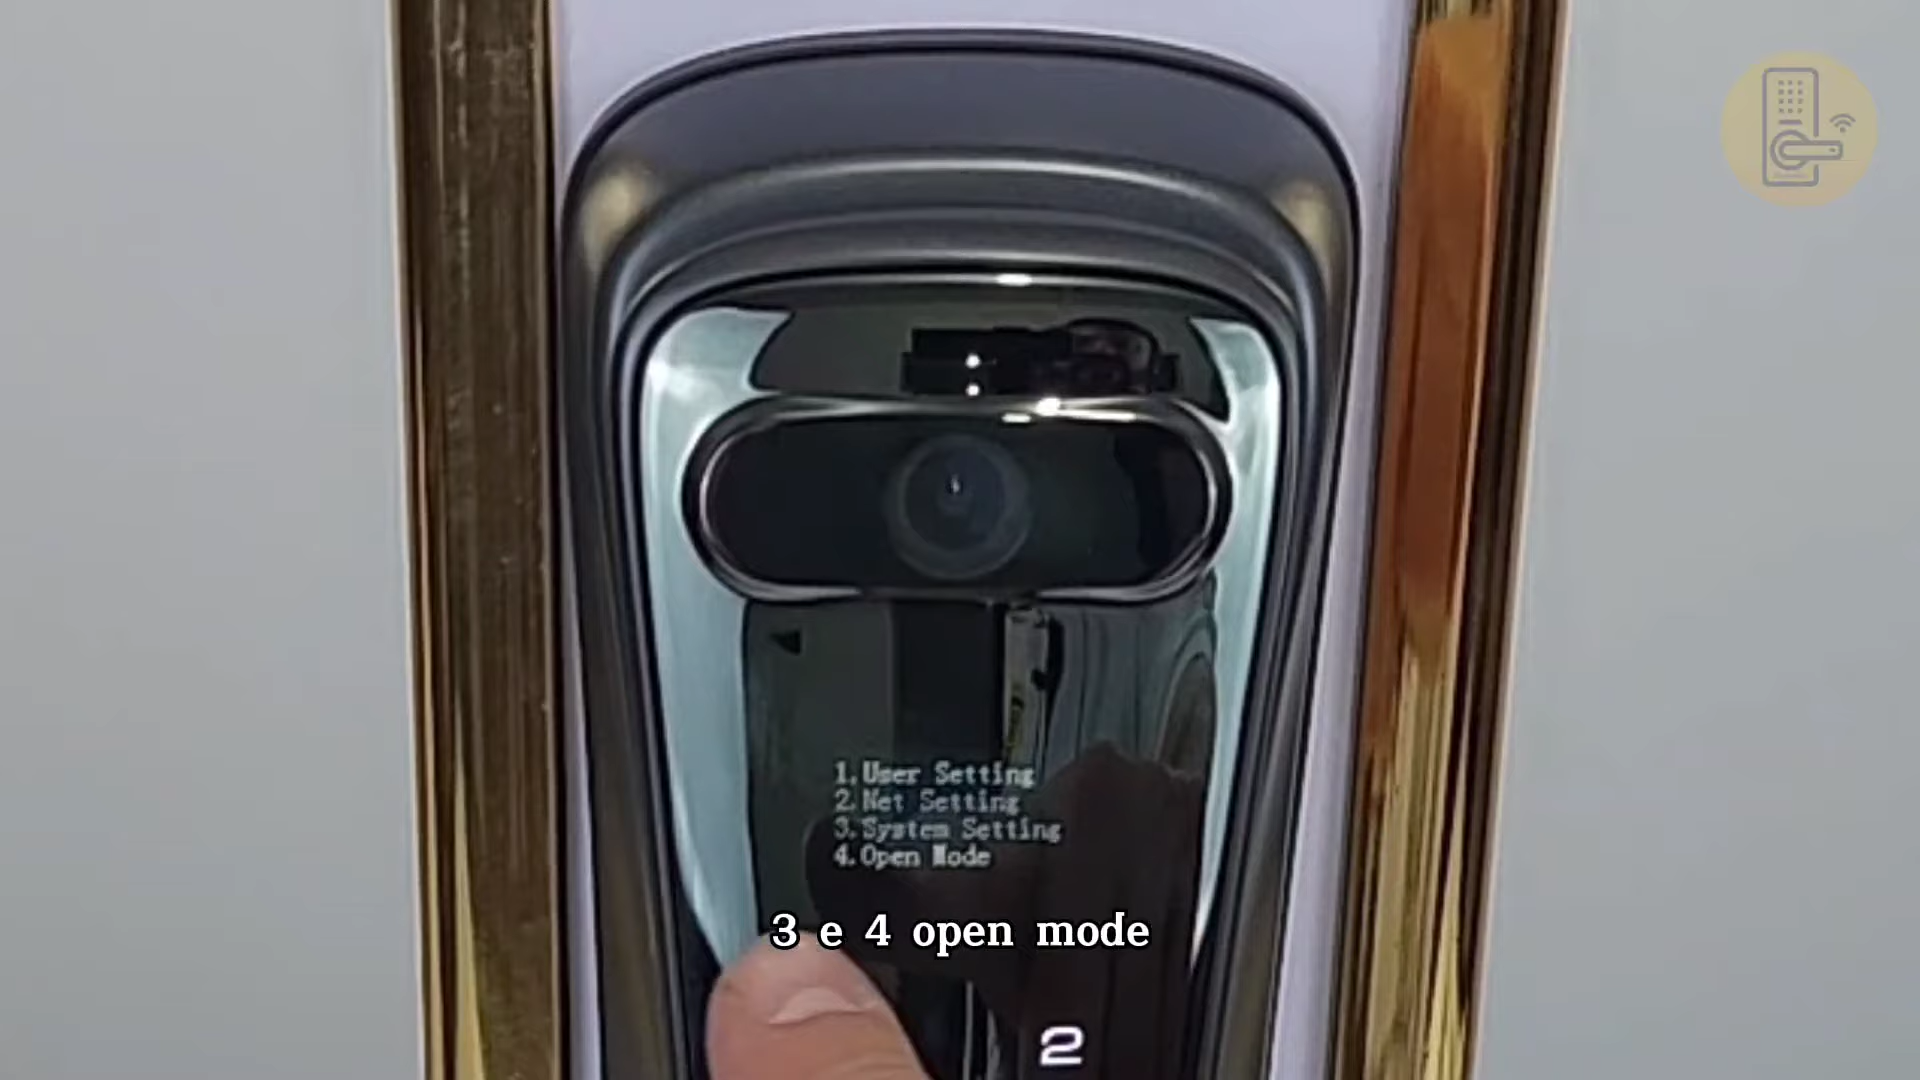 1.User Setting
2.Net Setting
3.System Setting
4.Open Mode
3 e 4 open mode
2